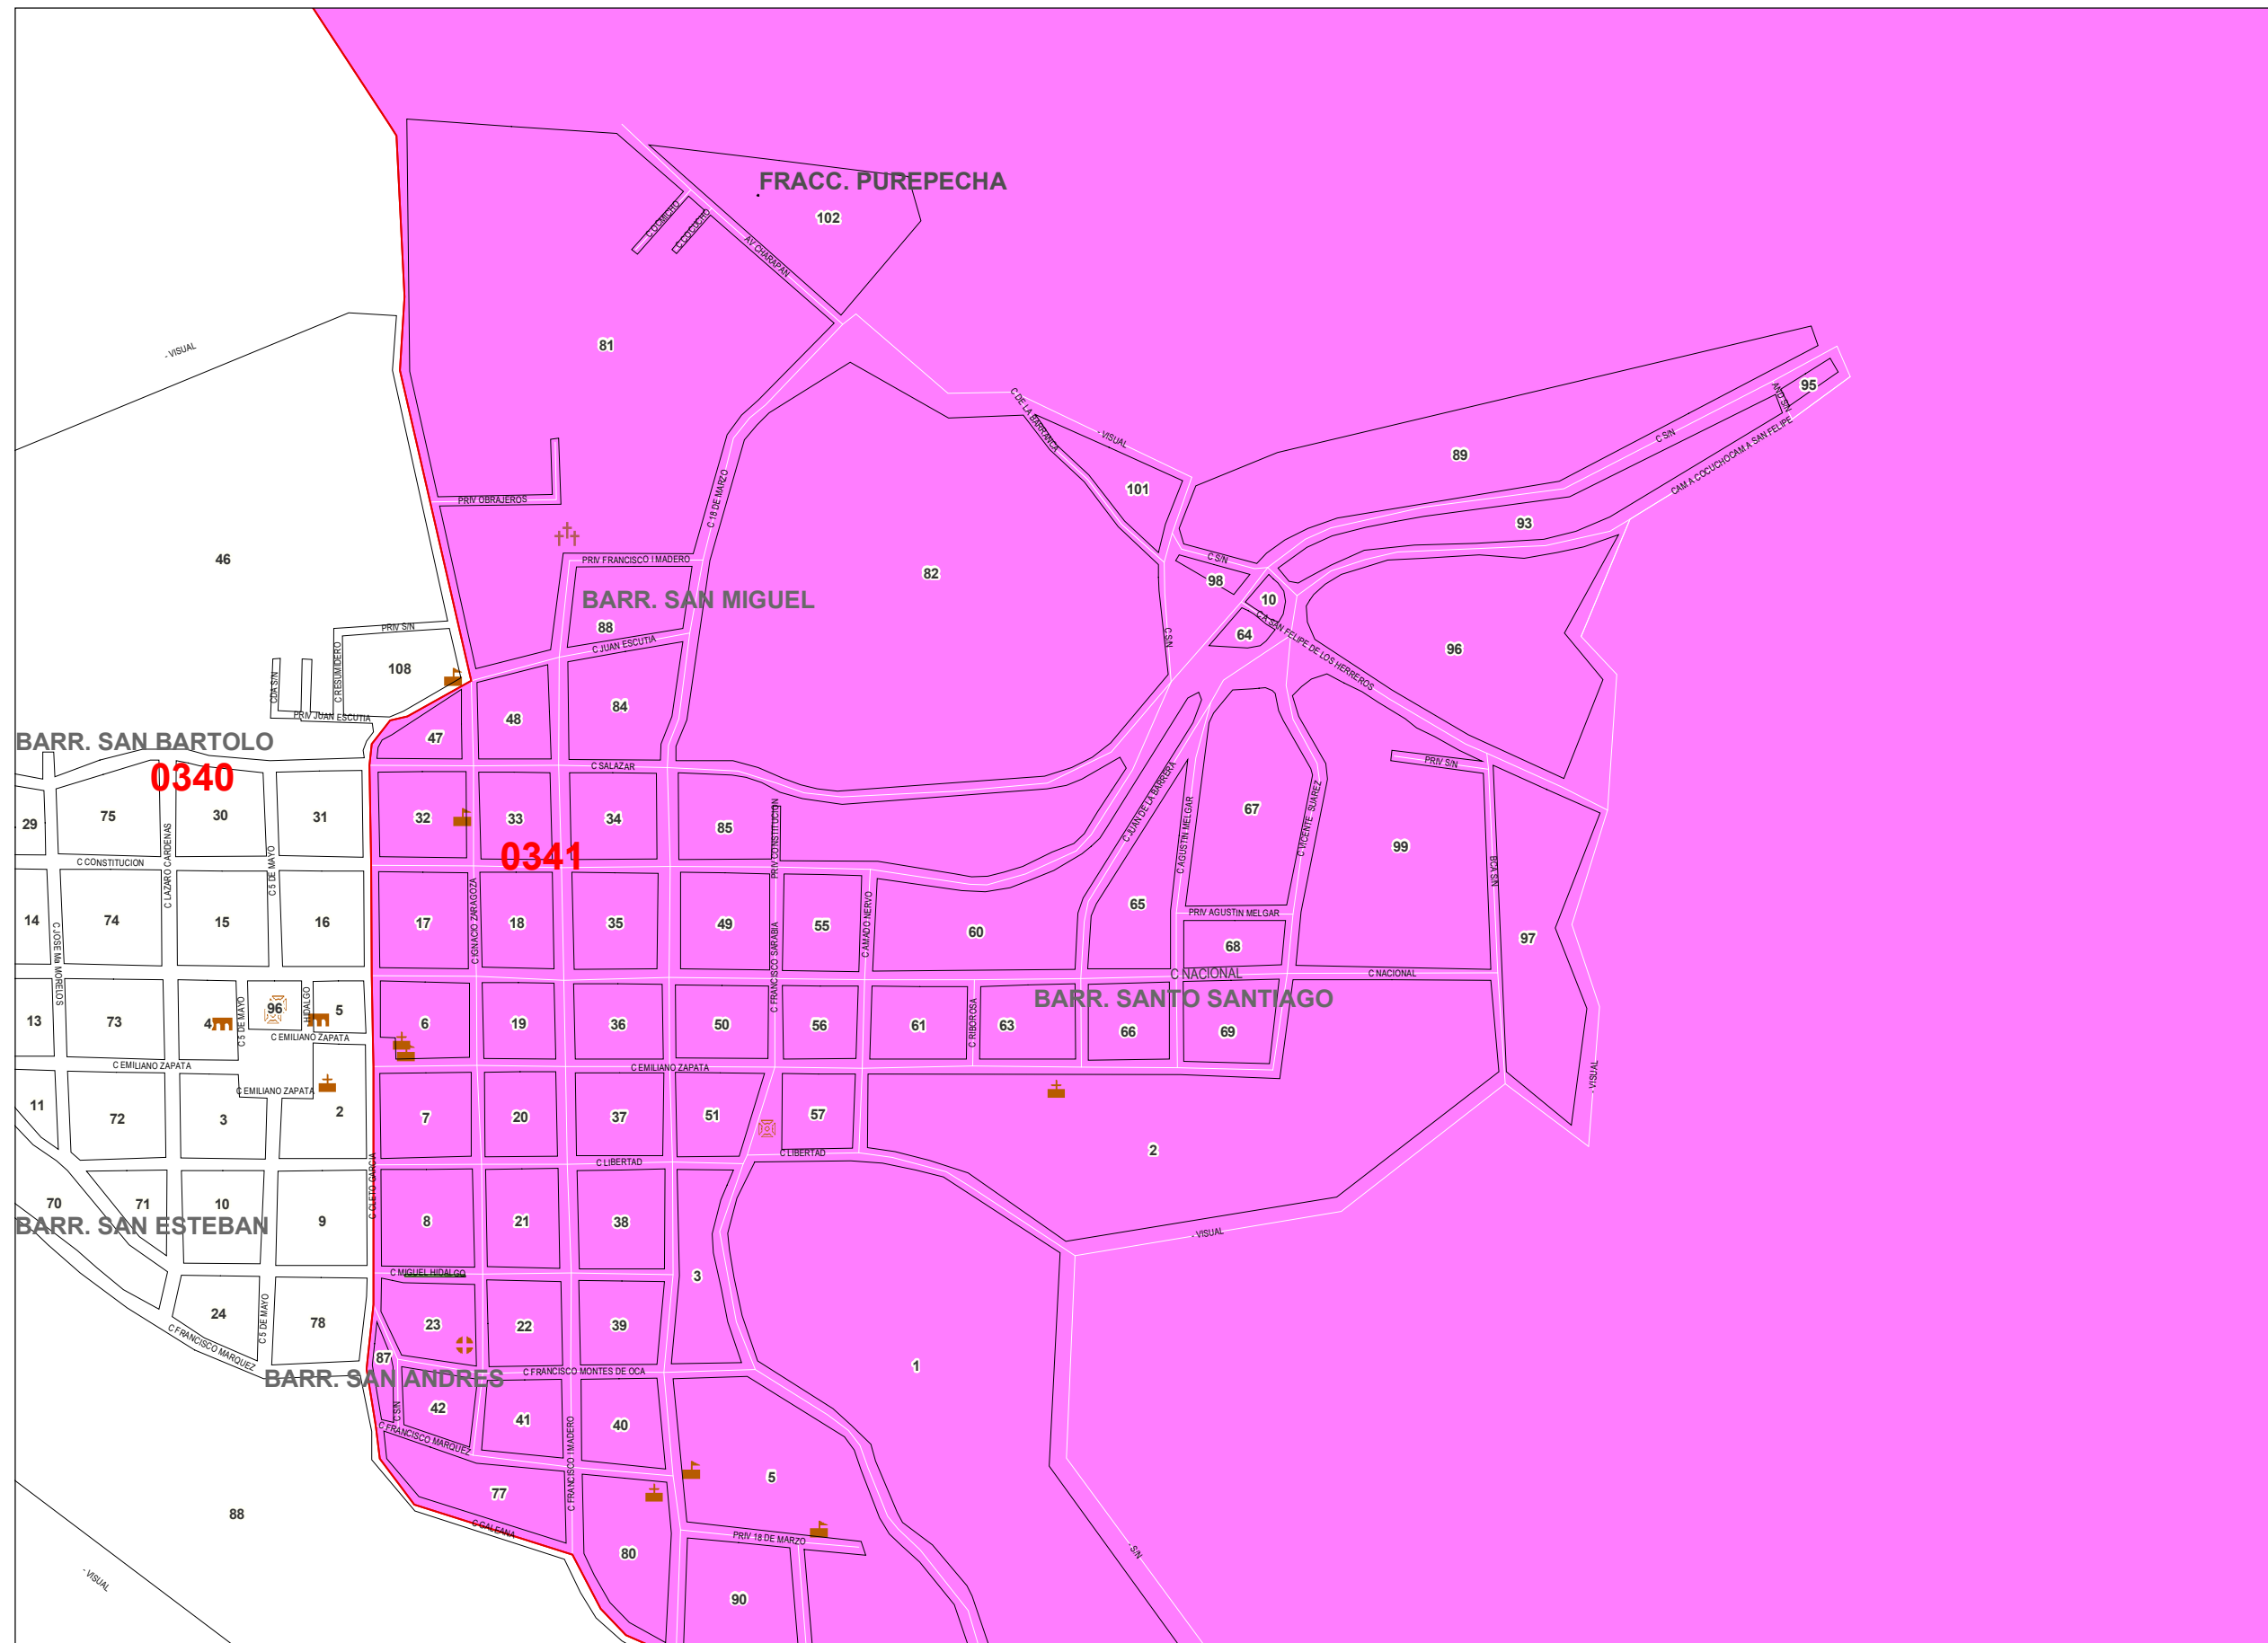 FRACC. PUREPECHA
102
C OCMICHO
C COCUCHO
AV CHARAPAN
81
- VISUAL
C DE LA BARRANCA
- VISUAL
95
AND S/N
C S/N
CAM A COCUCHO
CAM A SAN FELIPE
89
101
93
PRIV OBRAJEROS
C 18 DE MARZO
46
PRIV FRANCISCO I MADERO
82
C S/N
98
10
BARR. SAN MIGUEL
88
C A SAN FELIPE DE LOS HERREROS
64
C S/N
96
PRIV S/N
C JUAN ESCUTIA
C RESUMIDERO
108
CDA S/N
PRIV JUAN ESCUTIA
84
48
47
BARR. SAN BARTOLO
0340
C SALAZAR
PRIV S/N
29
75
30
31
32
33
34
85
PRIV CONSTITUCION
C JUAN DE LA BARRERA
C AGUSTIN MELGAR
67
C VICENTE SUAREZ
99
BCA S/N
0341
C CONSTITUCION
C LAZARO CARDENAS
C 5 DE MAYO
14
74
15
16
17
C IGNACIO ZARAGOZA
18
35
49
55
C AMADO NERVO
60
65
PRIV AGUSTIN MELGAR
68
97
C JOSE Ma MORELOS
C FRANCISCO SARABIA
C NACIONAL
C NACIONAL
BARR. SANTO SANTIAGO
13
73
4
C 5 DE MAYO
96
HIDALGO
5
6
19
36
50
56
61
C RIBOROSA
63
66
69
C EMILIANO ZAPATA
C EMILIANO ZAPATA
C EMILIANO ZAPATA
C EMILIANO ZAPATA
- VISUAL
11
72
3
2
7
20
37
51
57
2
C LIBERTAD
C LIBERTAD
C CLETO GARCIA
70
71
10
9
8
21
38
BARR. SAN ESTEBAN
- VISUAL
C MIGUEL HIDALGO
3
24
C 5 DE MAYO
78
23
22
39
C FRANCISCO MARQUEZ
87
1
C FRANCISCO MONTES DE OCA
BARR. SAN ANDRES
C S/N
42
41
40
C FRANCISCO MARQUEZ
C FRANCISCO I MADERO
5
77
88
C GALEANA
PRIV 18 DE MARZO
80
- S/N
- VISUAL
90